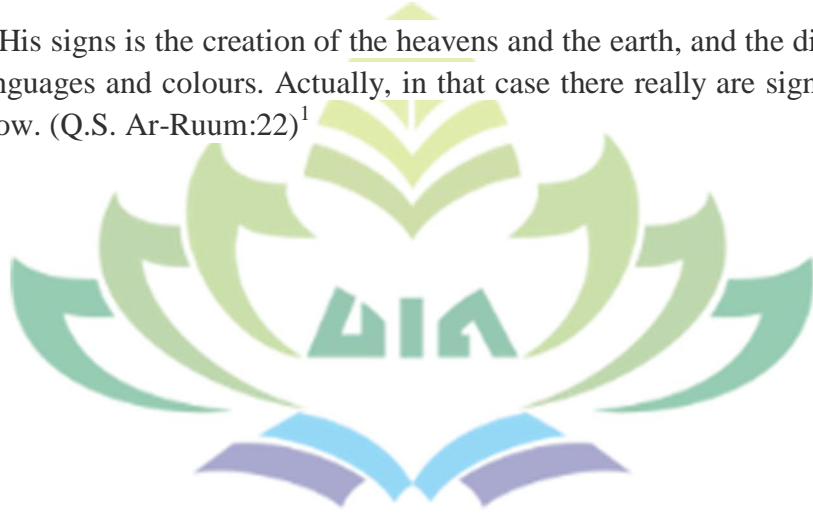 His signs is the creation of the heavens and the earth, and the di
nguages and colours. Actually, in that case there really are sign
ow. (Q.S. Ar-Ruum:22)1
UIN